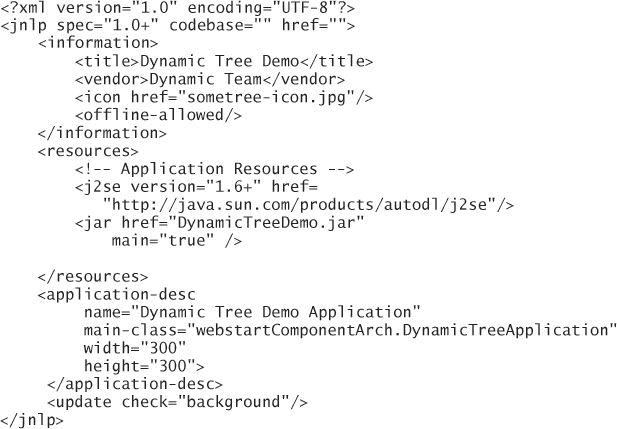 <?xml version="1.0" encoding="UTF-8"?>
<jnlp spec="1.0+" codebase="" href="">
    <information>
        <title>Dynamic Tree Demo</title>
        <vendor>Dynamic Team</vendor>
        <icon href="sometree-icon.jpg"/>
        <offline-allowed/>
    </information>
    <resources>
        <!-- Application Resources -->
        <j2se version="1.6+" href=
           "http://java.sun.com/products/autodl/j2se"/>
        <jar href="DynamicTreeDemo.jar"
            main="true" />
    </resources>
    <application-desc
         name="Dynamic Tree Demo Application"
         main-class="webstartComponentArch.DynamicTreeApplication"
         width="300"
         height="300">
     </application-desc>
     <update check="background"/>
</jnlp>